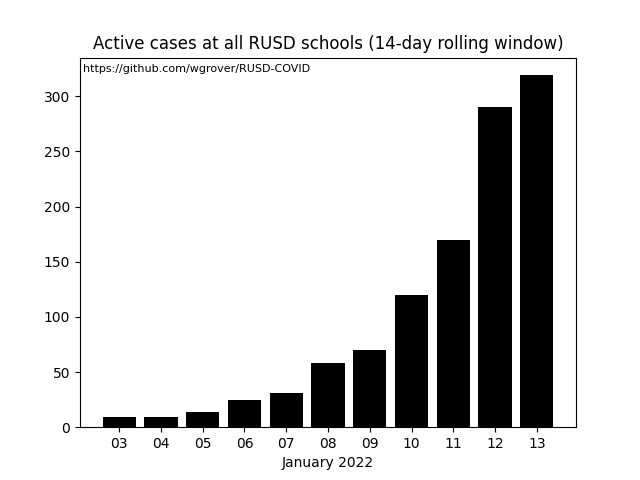 Active cases at all RUSD schools (14-day rolling window)
https://github.com/wgrover/RUSD-COVID
300
250
200
150
100
50
0
03 04 05 06 07 08 09 10 11 12 13
January 2022